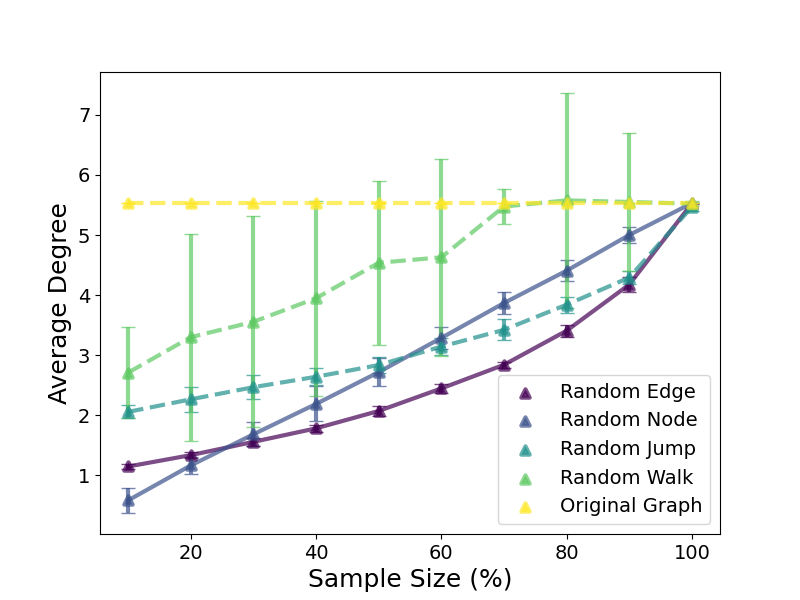 7
6
5
4
3
2
1
Average Degree
20 40 60 80 100
Sample Size (%)
Random Edge
Random Node
Random Jump
Random Walk
Original Graph